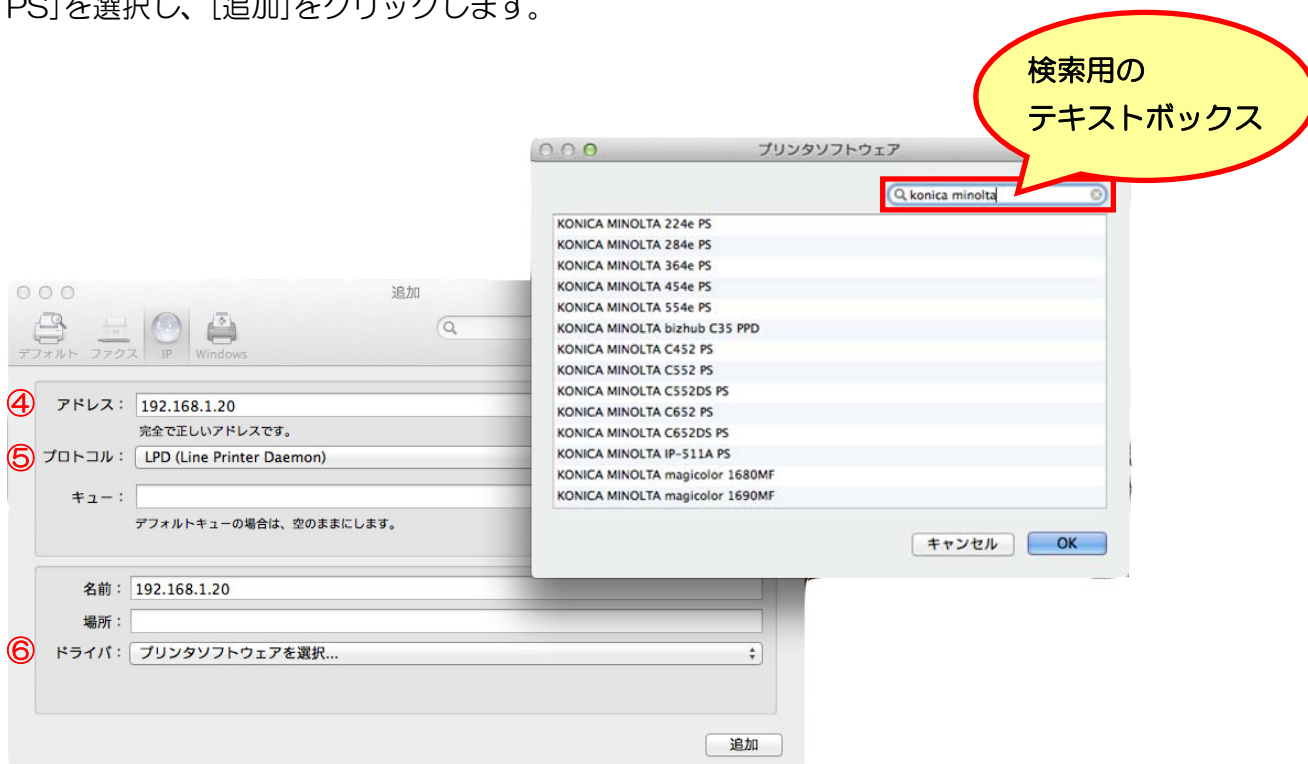 PS]を選択し、[追加]をクリックします。
検索用の
テキストボックス
プリンタソフトウェア
konica minolta
KONICA MINOLTA 224e PS
KONICA MINOLTA 284e PS
KONICA MINOLTA 364e PS
KONICA MINOLTA 454e PS
KONICA MINOLTA 554e PS
KONICA MINOLTA bizhub C35 PPD
KONICA MINOLTA C452 PS
KONICA MINOLTA C552 PS
KONICA MINOLTA C552DS PS
KONICA MINOLTA C652 PS
KONICA MINOLTA C652DS PS
KONICA MINOLTA IP-511A PS
KONICA MINOLTA magicolor 1680MF
KONICA MINOLTA magicolor 1690MF
キャンセル OK
追加
デフォルト ファクス IP Windows
④ アドレス： 192.168.1.20
完全で正しいアドレスです。
⑤ プロトコル： LPD (Line Printer Daemon)
キュー：
デフォルトキューの場合は、空のままにします。
名前： 192.168.1.20
場所：
⑥ ドライバ： プリンタソフトウェアを選択...
追加